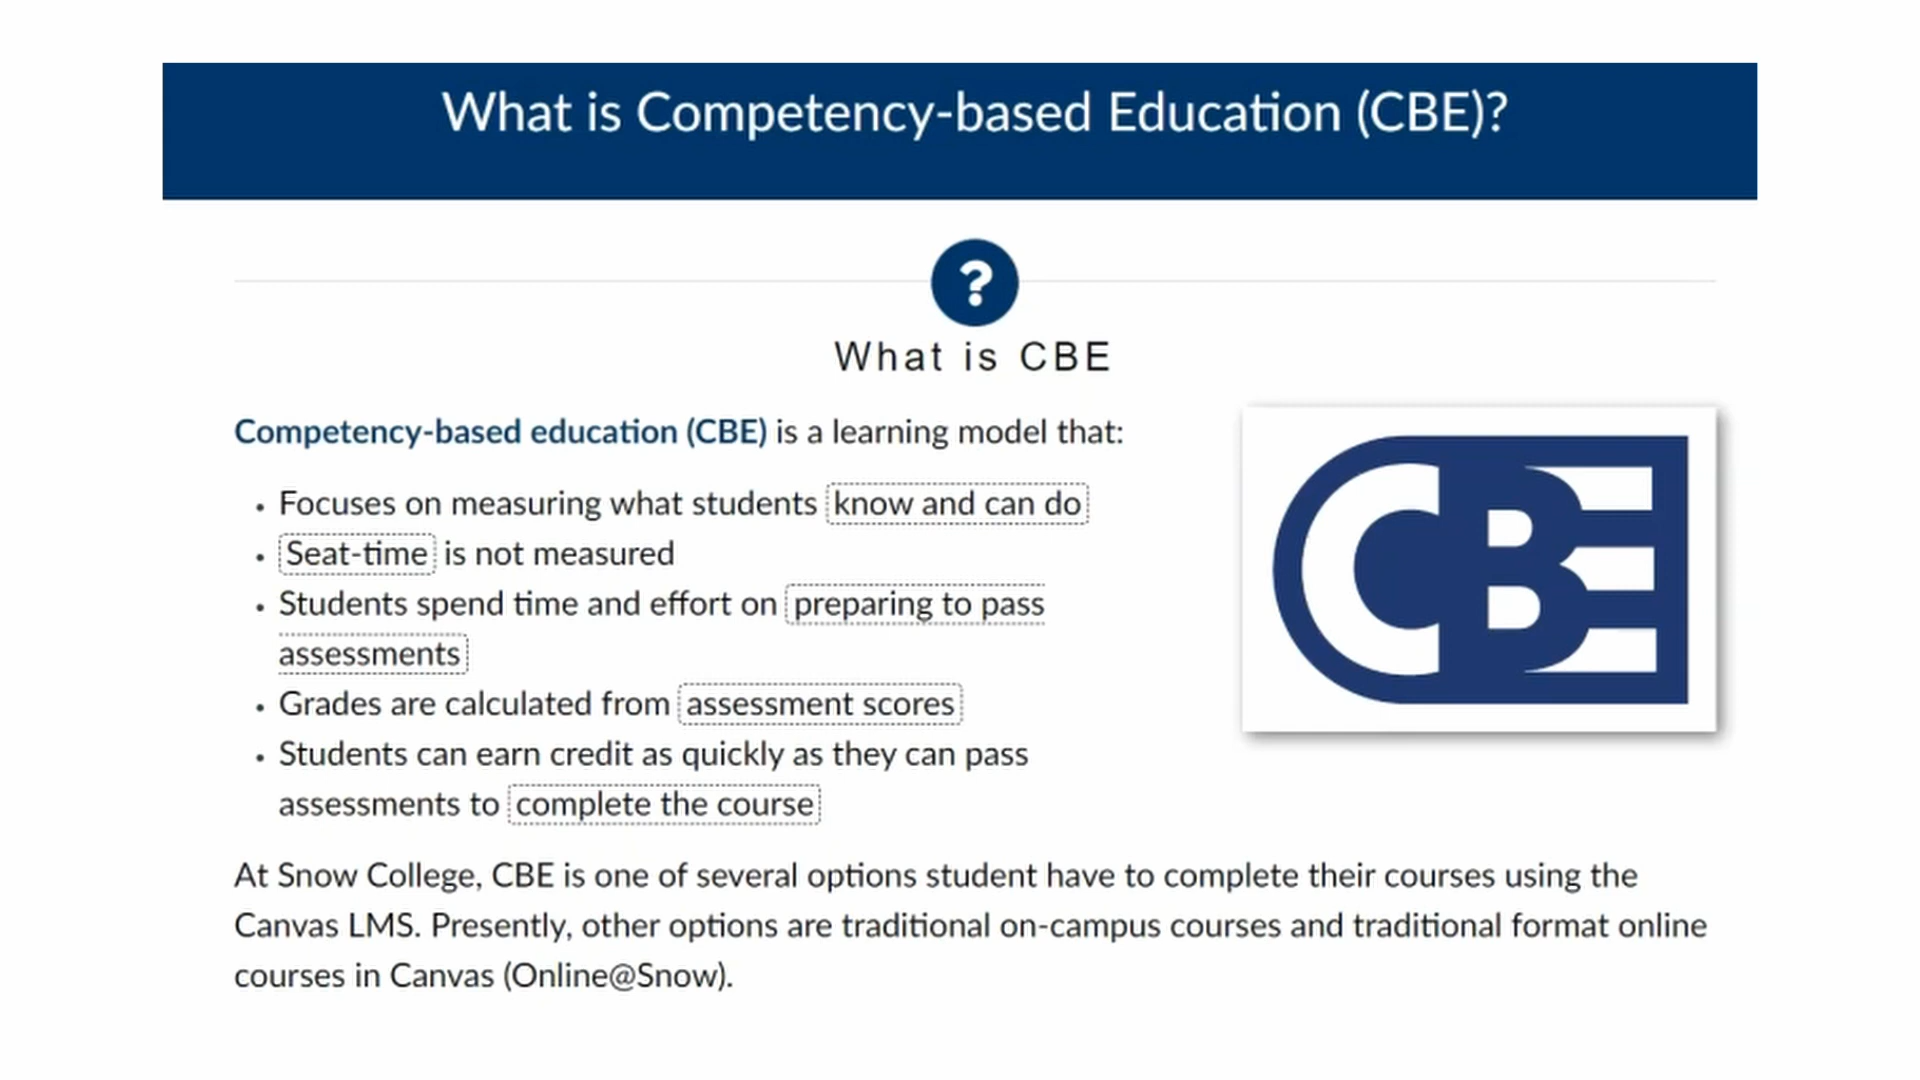 What is Competency-based Education (CBE)?
?
What is CBE
Competency-based education (CBE) is a learning model that:
• Focuses on measuring what students know and can do
• Seat-time is not measured
• Students spend time and effort on preparing to pass
assessments
• Grades are calculated from assessment scores
• Students can earn credit as quickly as they can pass
assessments to complete the course
CBE
At Snow College, CBE is one of several options student have to complete their courses using the
Canvas LMS. Presently, other options are traditional on-campus courses and traditional format online
courses in Canvas (Online@Snow).